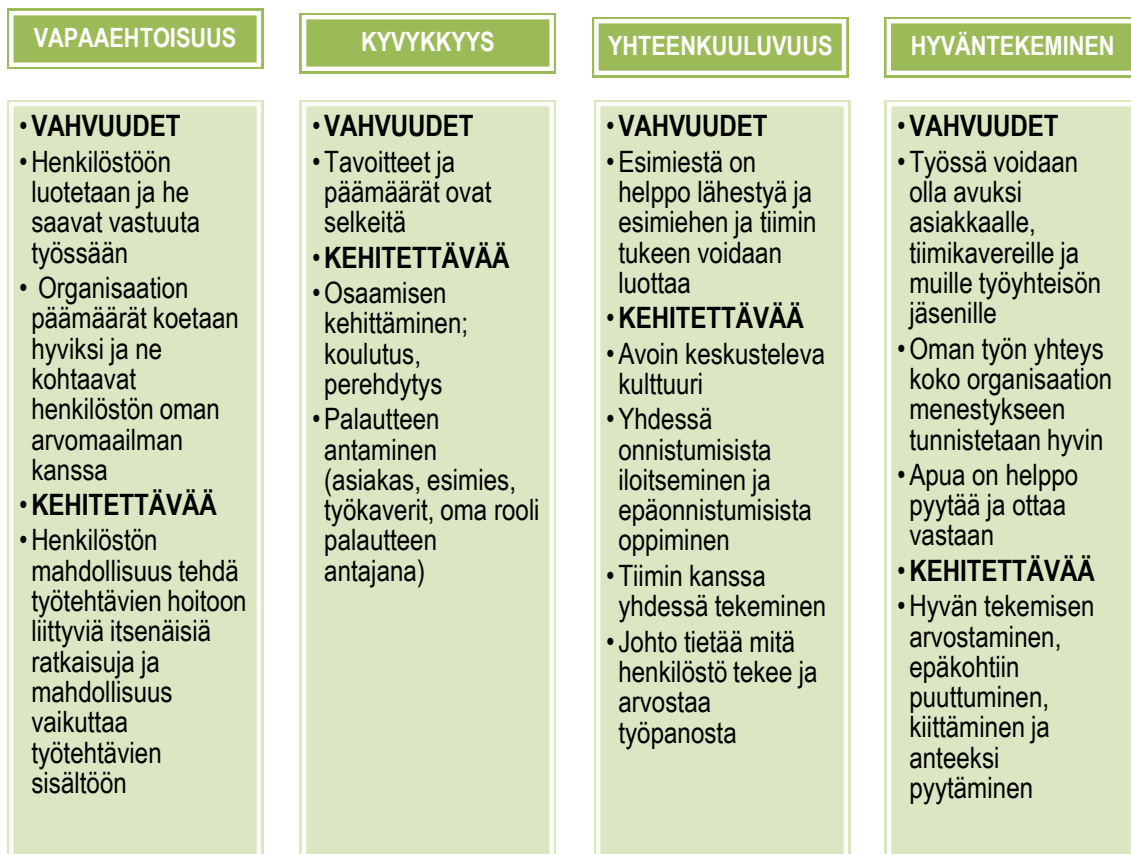 VAPAAEHTOISUUS
• VAHVUUDET
• Henkilöstöön
luotetaan ja he
saavat vastuuta
työssään
• Organisaation
päämäärät koetaan
hyviksi ja ne
kohtaavat
henkilöstön oman
arvomaailman
kanssa
• KEHITETTÄVÄÄ
• Henkilöstön
mahdollisuus tehdä
työtehtävien hoitoon
liittyviä itsenäisiä
ratkaisuja ja
mahdollisuus
vaikuttaa
työtehtävien
sisältöön
KYVYKKYYS
• VAHVUUDET
• Tavoitteet ja
päämäärät ovat
selkeitä
• KEHITETTÄVÄÄ
• Osaamisen
kehittäminen;
koulutus,
perehdytys
• Palautteen
antaminen
(asiakas, esimies,
työkaverit, oma rooli
palautteen
antajana)
YHTEENKUULUVUUS
• VAHVUUDET
• Esimiestä on
helppo lähestyä ja
esimiehen ja tiimin
tukeen voidaan
luottaa
• KEHITETTÄVÄÄ
• Avoin keskusteleva
kulttuuri
• Yhdessä
onnistumisista
iloitseminen ja
epäonnistumisista
oppiminen
• Tiimin kanssa
yhdessä tekeminen
• Johto tietää mitä
henkilöstö tekee ja
arvostaa
työpanosta
HYVÄNTEKEMINEN
• VAHVUUDET
• Työssä voidaan
olla avuksi
asiakkaalle,
tiimikavereille ja
muille työyhteisön
jäsenille
• Oman työn yhteys
koko organisaation
menestykseen
tunnistetaan hyvin
• Apua on helppo
pyytää ja ottaa
vastaan
• KEHITETTÄVÄÄ
• Hyvän tekemisen
arvostaminen,
epäkohtiin
puuttuminen,
kiittäminen ja
anteeksi
pyytäminen